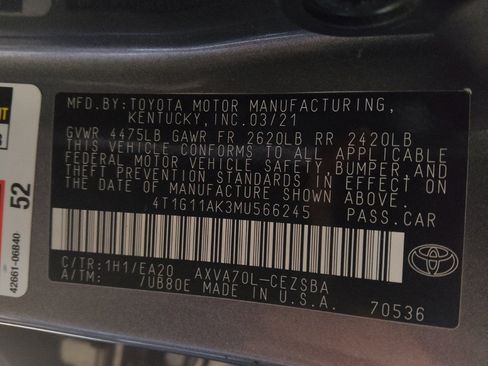 MFD.BY:TOYOTA MOTOR MANUFACTURING,
KENTUCKY,INC.03/21
GVWR 4475LB GAWR FR 2620LB RR 2420LB
THIS VEHICLE CONFORMS TO ALL APPLICABLE
FEDERAL MOTOR VEHICLE SAFETY,BUMPER,AND
THEFT PREVENTION STANDARDS IN EFFECT ON
THE DATE OF MANUFACTURE SHOWN ABOVE.
4T1G11AK3MU566245 PASS.CAR
C/TR:1H1/EA20 AXVA70L-CEZSBA
A/TM: 7UB80E MADE IN U.S.A.
TOYOTA
70536
52
42661-06B40